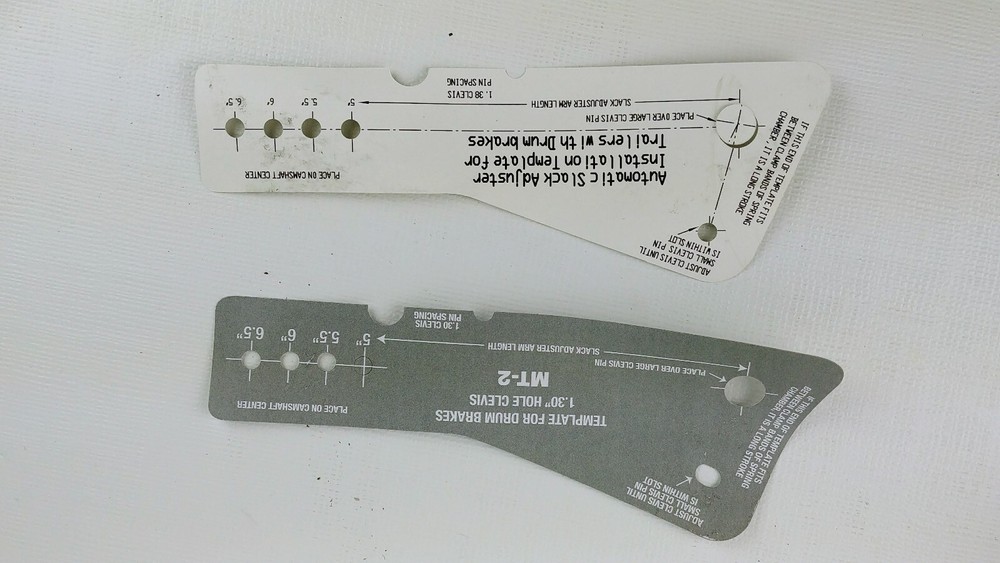 Automatic Slack Adjuster
Installation Template for
Trailers with Drum brakes
PLACE ON CAMSHAFT CENTER
5"
5.5"
6"
6.5"
SLACK ADJUSTER ARM LENGTH
PLACE OVER LARGE CLEVIS PIN
1.38 CLEVIS
PIN SPACING
ADJUST CLEVIS UNTIL
SMALL CLEVIS PIN
IS WITHIN SLOT
IF THIS END OF TEMPLATE FITS
BETWEEN CLAMP BANDS OF SPRING
CHAMBER, IT IS A LONG STROKE
TEMPLATE FOR DRUM BRAKES
1.30" HOLE CLEVIS
MT-2
PLACE ON CAMSHAFT CENTER
5"
5.5"
6"
6.5"
SLACK ADJUSTER ARM LENGTH
PLACE OVER LARGE CLEVIS PIN
1.30 CLEVIS
PIN SPACING
ADJUST CLEVIS UNTIL
SMALL CLEVIS PIN
IS WITHIN SLOT
IF THIS END OF TEMPLATE FITS
BETWEEN CLAMP BANDS OF SPRING
CHAMBER, IT IS A LONG STROKE